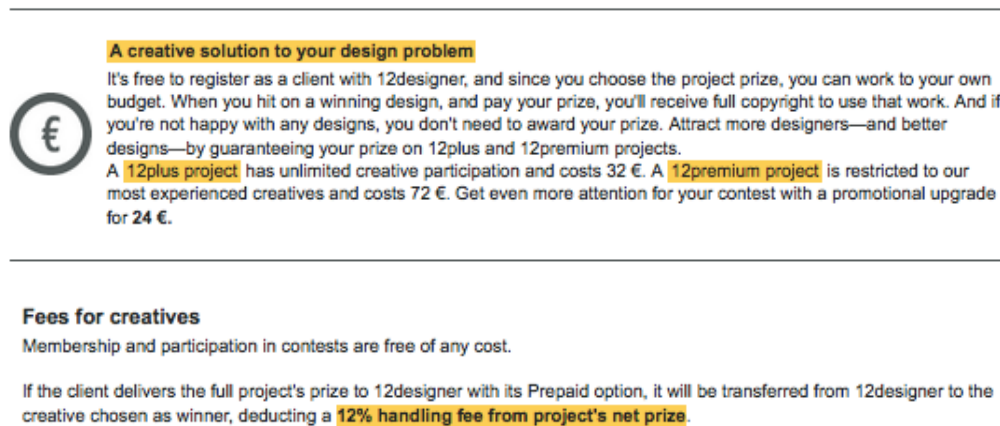 A creative solution to your design problem
It's free to register as a client with 12designer, and since you choose the project prize, you can work to your own
budget. When you hit on a winning design, and pay your prize, you'll receive full copyright to use that work. And if
€
you're not happy with any designs, you don't need to award your prize. Attract more designers—and better
designs—by guaranteeing your prize on 12plus and 12premium projects.
A 12plus project has unlimited creative participation and costs 32 €. A 12premium project is restricted to our
most experienced creatives and costs 72 €. Get even more attention for your contest with a promotional upgrade
for 24 €.
Fees for creatives
Membership and participation in contests are free of any cost.
If the client delivers the full project's prize to 12designer with its Prepaid option, it will be transferred from 12designer to the
creative chosen as winner, deducting a 12% handling fee from project's net prize.